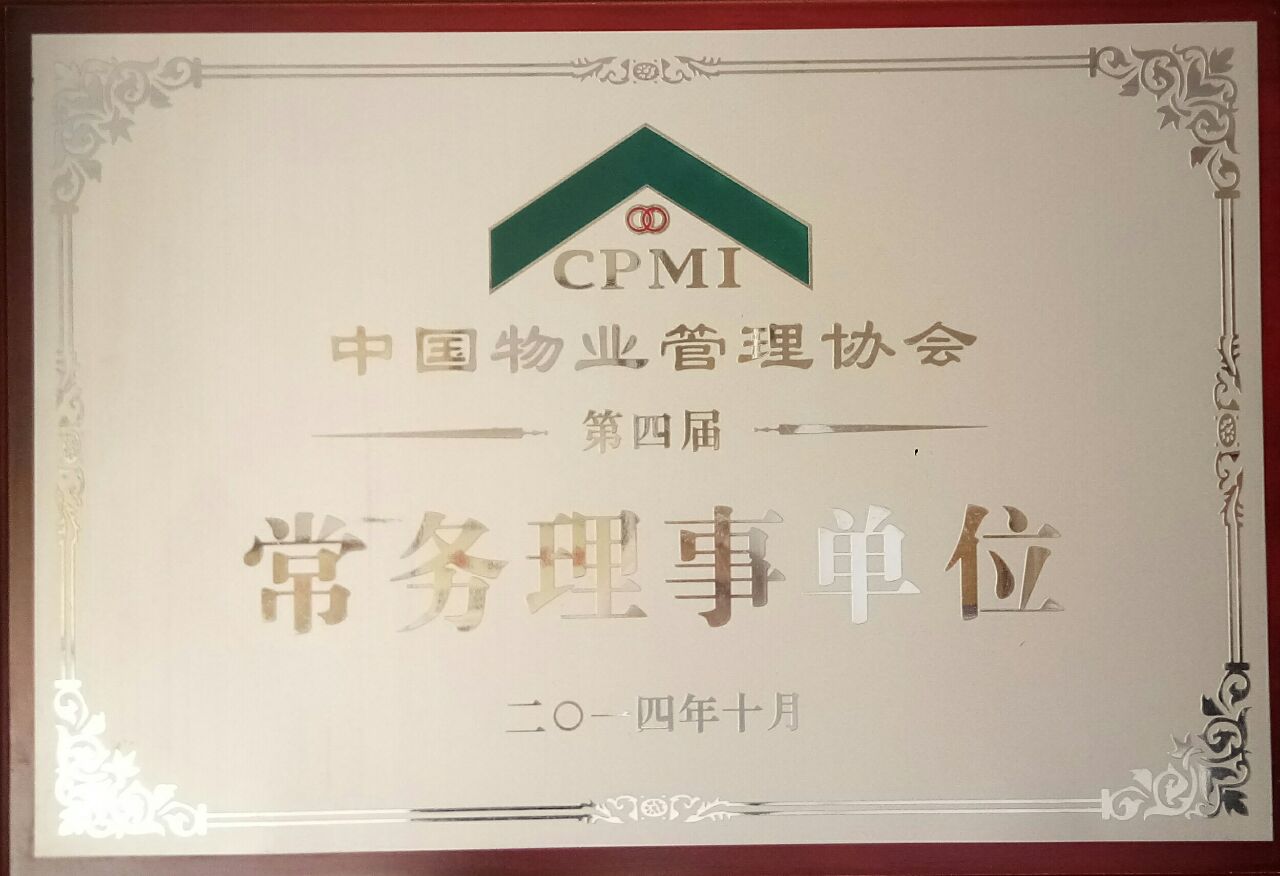 CPMI
中国物业管理协会
第四届
常务理事单位
二〇一四年十月